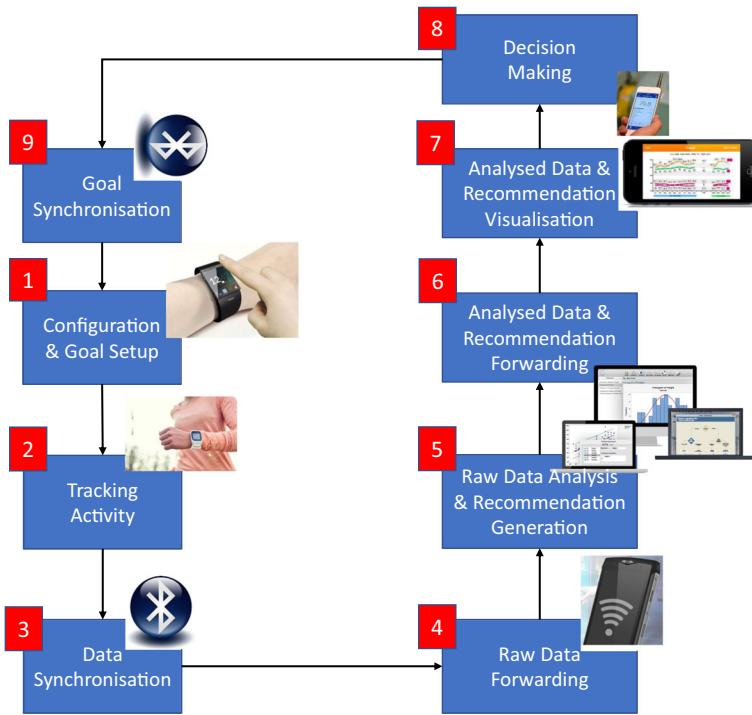 8
Decision
Making
9
Goal
Synchronisation
7
Analysed Data &
Recommendation
Visualisation
1
Configuration
& Goal Setup
6
Analysed Data &
Recommendation
Forwarding
2
Tracking
Activity
5
Raw Data Analysis
& Recommendation
Generation
3
Data
Synchronisation
4
Raw Data
Forwarding